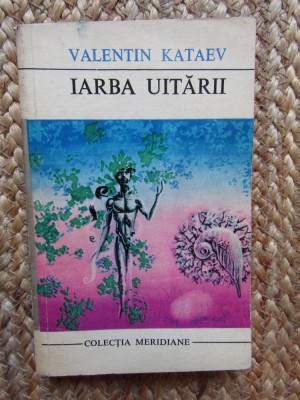 VALENTIN KATAEV
IARBA UITĂRII
COLECȚIA MERIDIANE